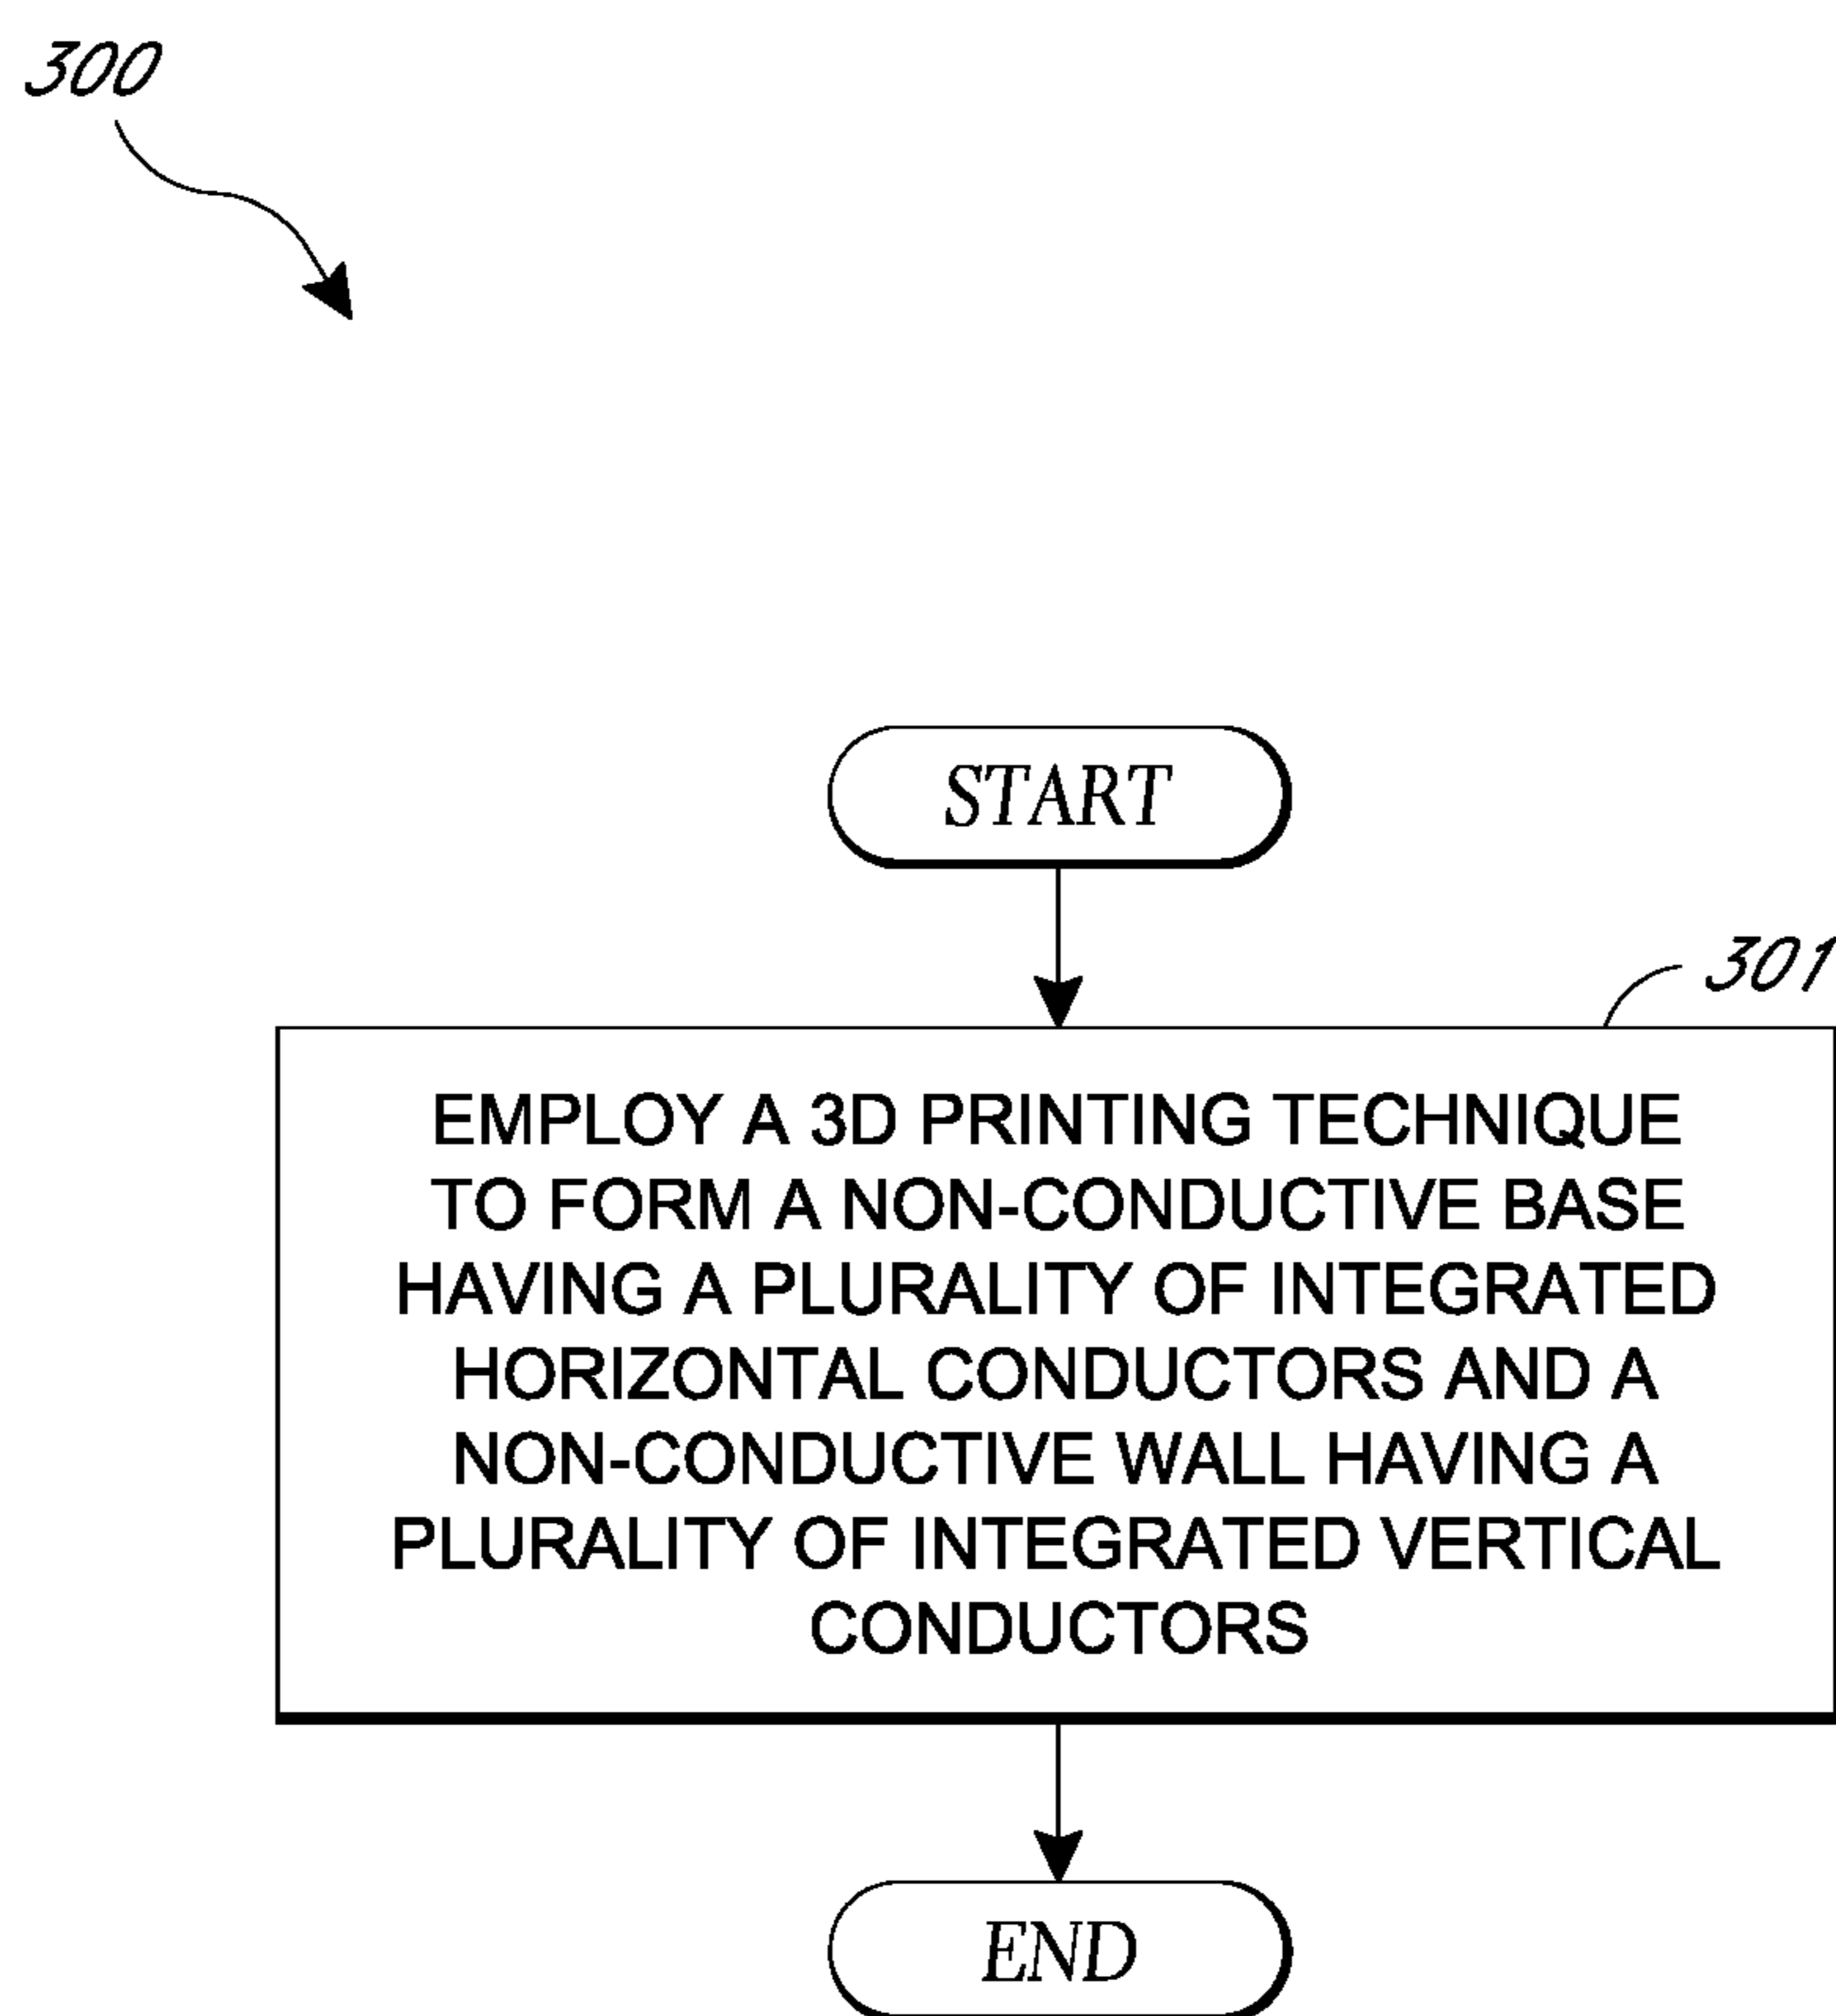 300
START
301
EMPLOY A 3D PRINTING TECHNIQUE
TO FORM A NON-CONDUCTIVE BASE
HAVING A PLURALITY OF INTEGRATED
HORIZONTAL CONDUCTORS AND A
NON-CONDUCTIVE WALL HAVING A
PLURALITY OF INTEGRATED VERTICAL
CONDUCTORS
END